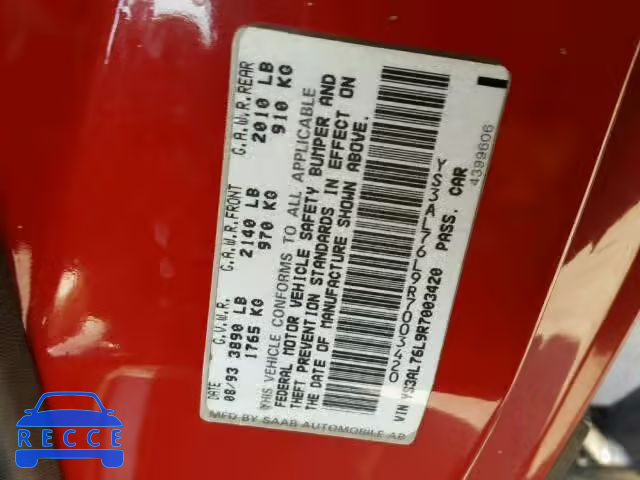 DATE G.V.W.R. G.A.W.R.FRONT G.A.W.R.REAR
08/93 3890 LB 2140 LB 2010 LB
1765 KG 970 KG 910 KG
THIS VEHICLE CONFORMS TO ALL APPLICABLE
FEDERAL MOTOR VEHICLE SAFETY BUMPER AND
THEFT PREVENTION STANDARDS IN EFFECT ON
THE DATE OF MANUFACTURE SHOWN ABOVE.
YS3AL76L9R7003420
VIN YS3AL76L9R7003420 PASS. CAR
4399606
MFD BY SAAB AUTOMOBILE AB
RECCE